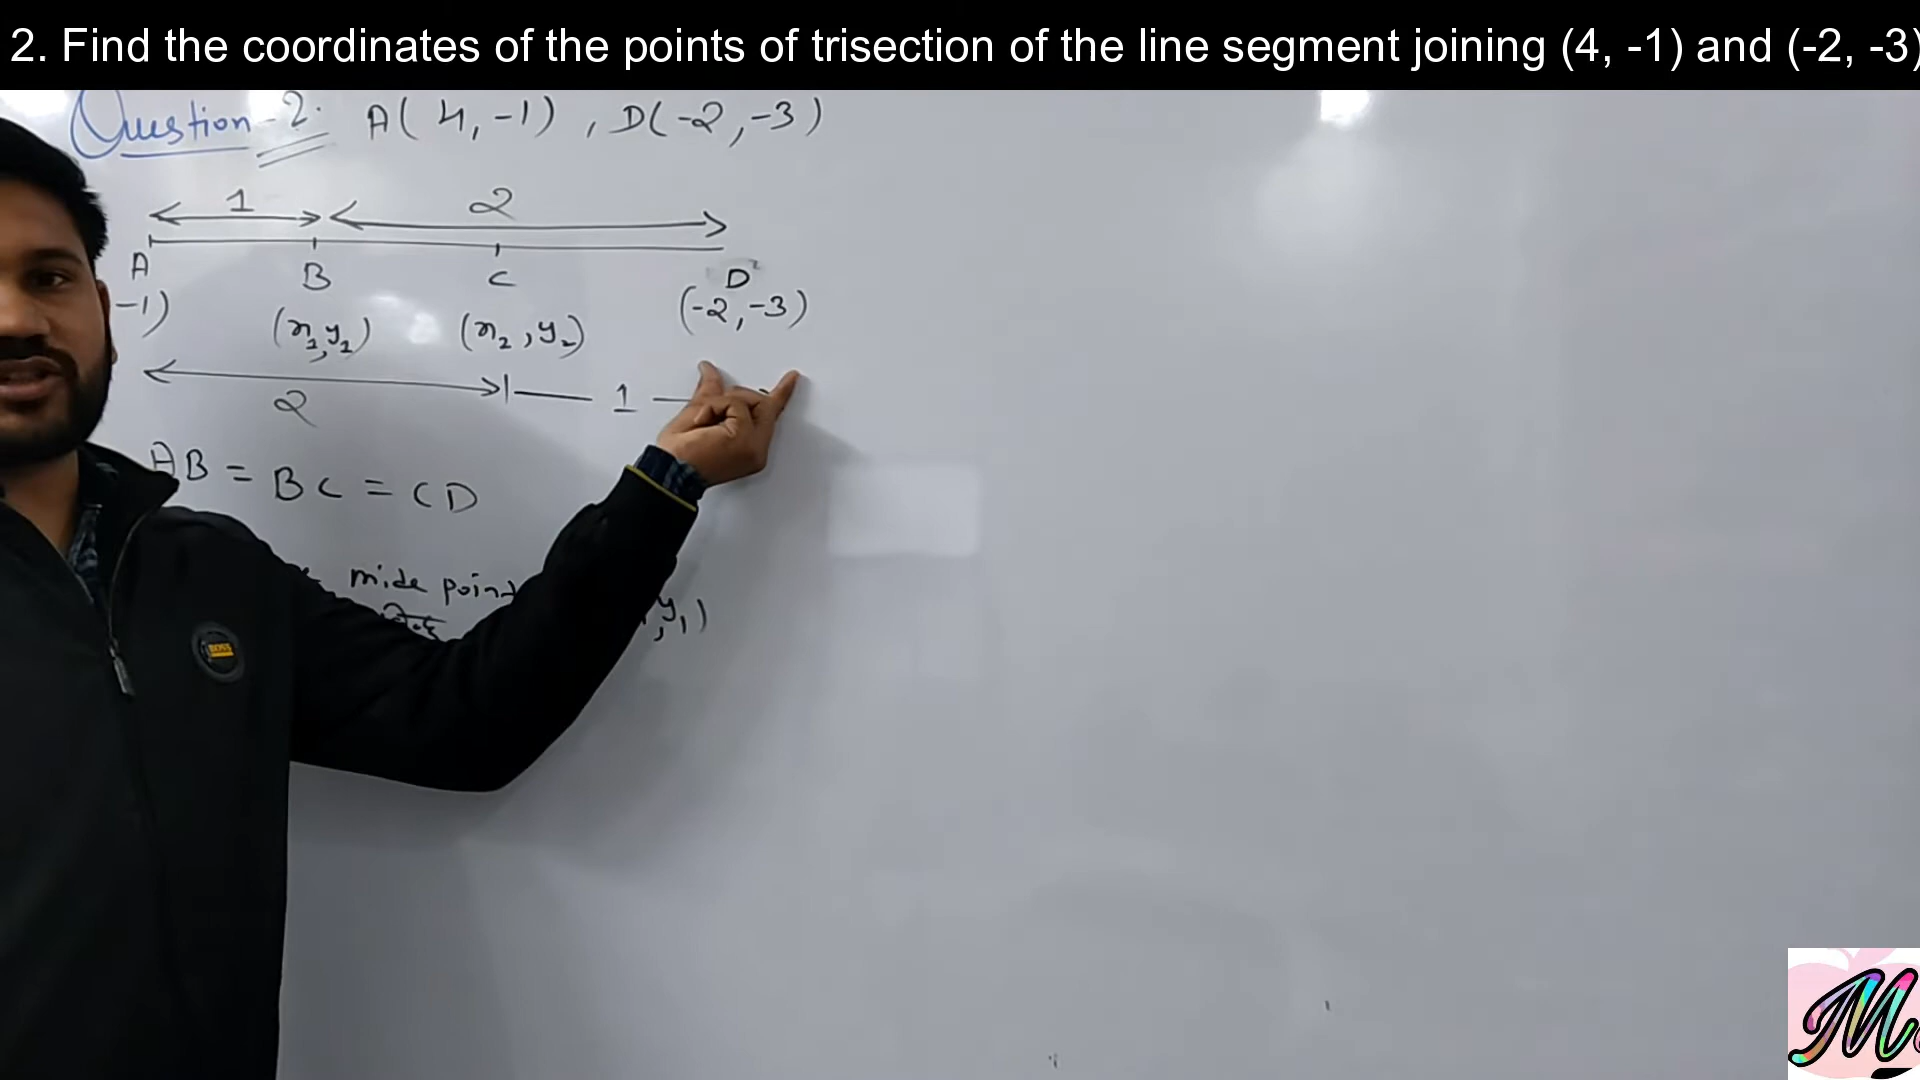 2. Find the coordinates of the points of trisection of the line segment joining (4, -1) and (-2, -3)
Question-2. A( 4, -1) , D(-2, -3)
1 2
A B C D
-1) (x₁, y₁) (x₂, y₂) (-2, -3)
2 1
AB = BC = CD
mide point
, y₁)
BOSS
M